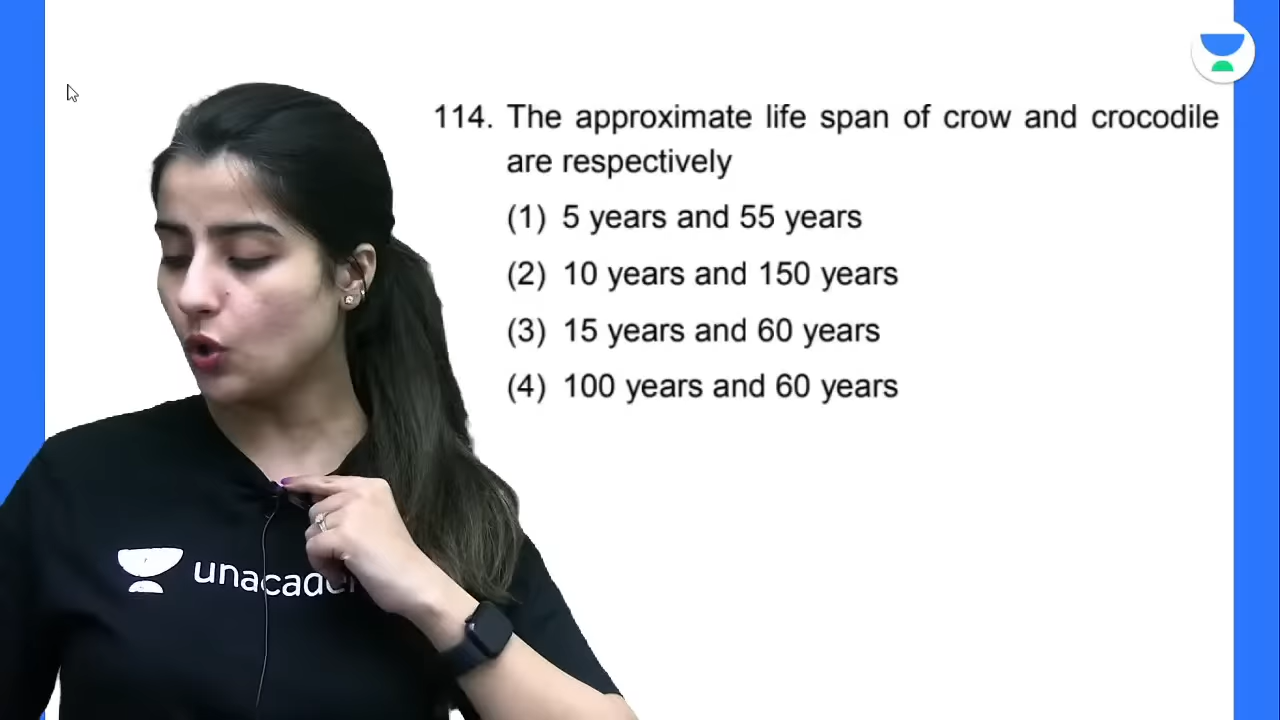 114. The approximate life span of crow and crocodile
are respectively
(1) 5 years and 55 years
(2) 10 years and 150 years
(3) 15 years and 60 years
(4) 100 years and 60 years